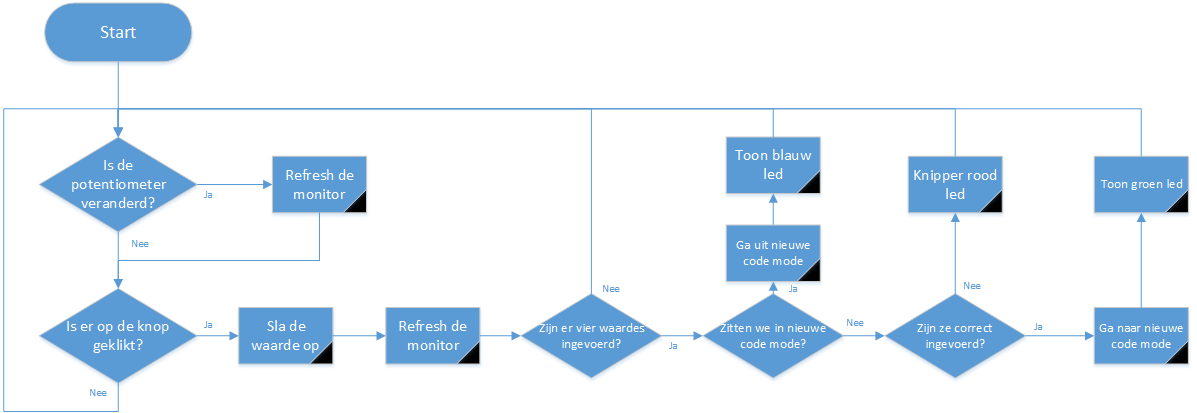 Start
Is de
potentiometer
veranderd?
Ja
Refresh de
monitor
Nee
Is er op de knop
geklikt?
Ja
Nee
Sla de
waarde op
Refresh de
monitor
Zijn er vier waardes
ingevoerd?
Nee
Ja
Zitten we in nieuwe
code mode?
Ja
Ga uit nieuwe
code mode
Toon blauw
led
Nee
Zijn ze correct
ingevoerd?
Nee
Knipper rood
led
Ja
Ga naar nieuwe
code mode
Toon groen led